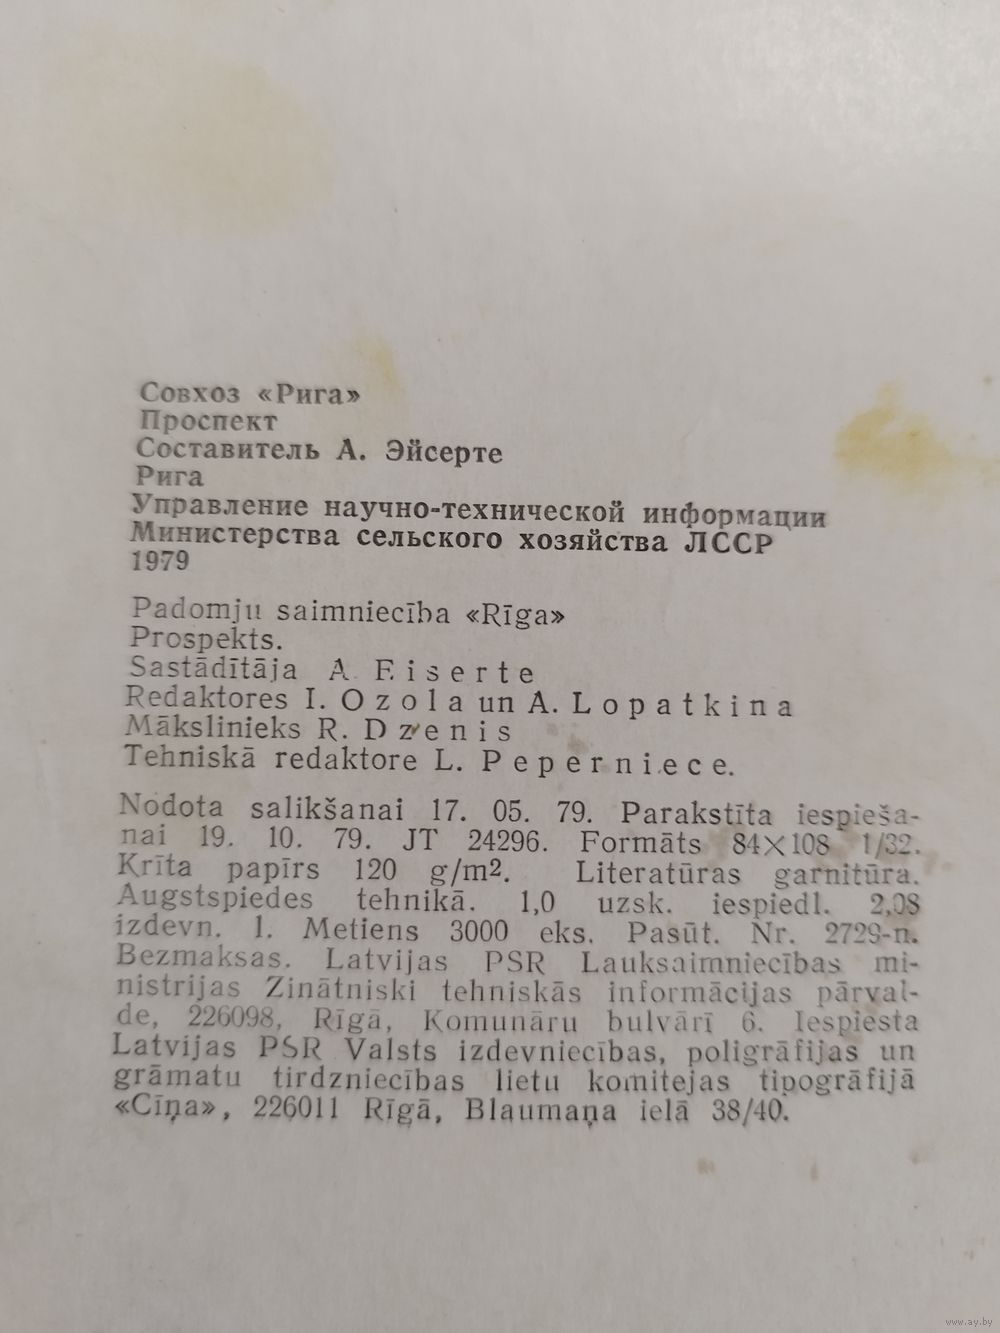 Совхоз «Рига»
Проспект
Составитель А. Эйсерте
Рига
Управление научно-технической информации
Министерства сельского хозяйства ЛССР
1979
Padomju saimniecība «Rīga»
Prospekts.
Sastādītāja A. Eiserte
Redaktores I. Ozola un A. Lopatkina
Mākslinieks R. Dzenis
Tehniskā redaktore L. Peperniece.
Nodota salikšanai 17. 05. 79. Parakstīta iespieša-
nai 19. 10. 79. JT 24296. Formāts 84×108 1/32.
Krīta papīrs 120 g/m2. Literatūras garnitūra.
Augstspiedes tehnikā. 1,0 uzsk. iespiedl. 2,08
izdevn. l. Metiens 3000 eks. Pasūt. Nr. 2729-n.
Bezmaksas. Latvijas PSR Lauksaimniecības mi-
nistrijas Zinātniski tehniskās informācijas pārval-
de, 226098, Rīgā, Komunāru bulvārī 6. Iespiesta
Latvijas PSR Valsts izdevniecības, poligrāfijas un
grāmatu tirdzniecības lietu komitejas tipogrāfijā
«Cīņa», 226011 Rīgā, Blaumaņa ielā 38/40.
www.ay.by